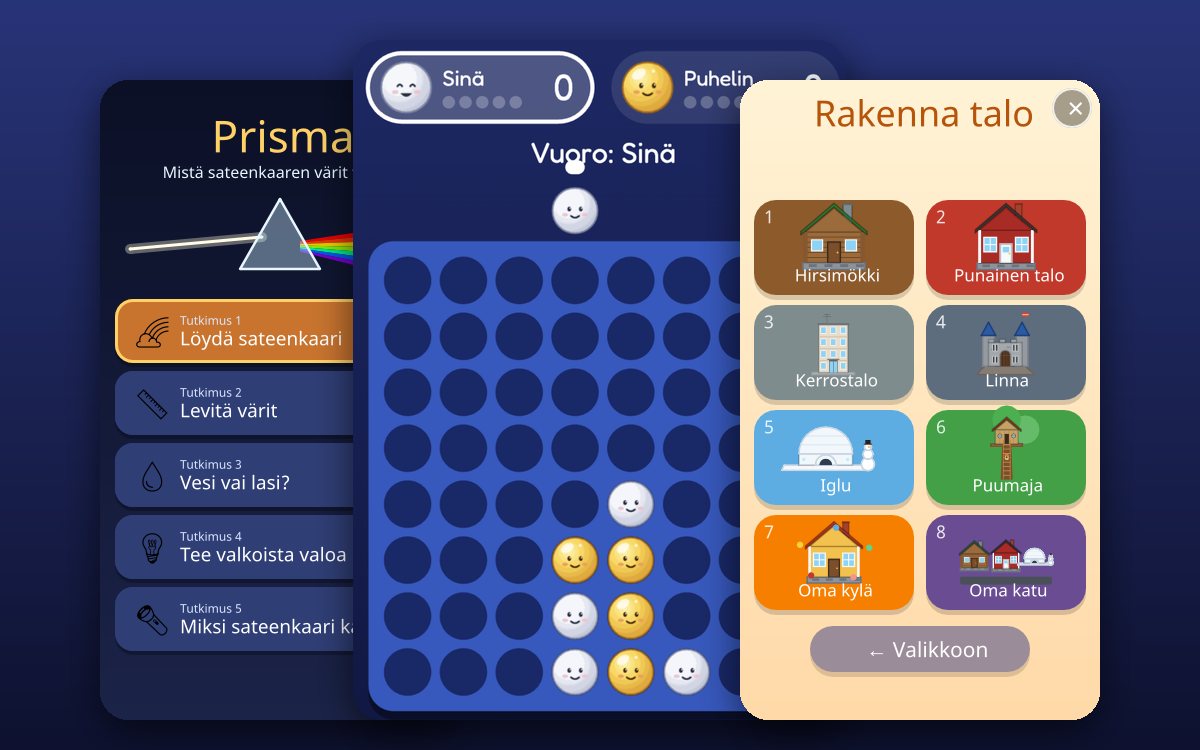 Prisma
Mistä sateenkaaren värit
Tutkimus 1
Löydä sateenkaari
Tutkimus 2
Levitä värit
Tutkimus 3
Vesi vai lasi?
Tutkimus 4
Tee valkoista valoa
Tutkimus 5
Miksi sateenkaari
Sinä
0
Puhelin
Vuoro: Sinä
Rakenna talo
1
Hirsimökki
2
Punainen talo
3
Kerrostalo
4
Linna
5
Iglu
6
Puumaja
7
Oma kylä
8
Oma katu
← Valikkoon